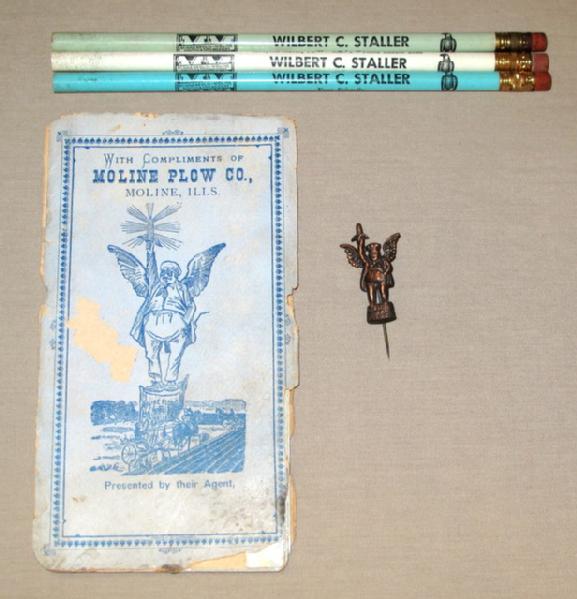 WILBERT C. STALLER
WILBERT C. STALLER
WILBERT C. STALLER
WITH COMPLIMENTS OF
MOLINE PLOW CO.,
MOLINE, ILLS.
Presented by their Agent,